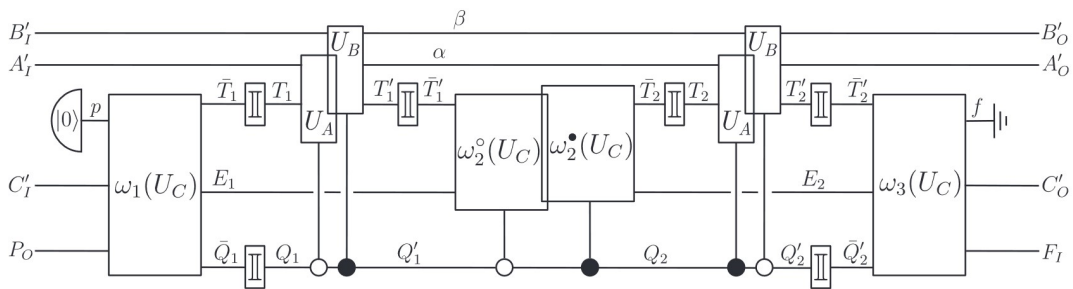 B′_I β B′_O
A′_I U_B α U_B A′_O
T̄_1 𝕀 T_1 T′_1 𝕀 T̄′_1 T̄_2 𝕀 T_2 T′_2 𝕀 T̄′_2
|0⟩ p U_A U_A f
ω_1(U_C) ω_2^∘(U_C) ω_2^•(U_C) ω_3(U_C)
C′_I E_1 E_2 C′_O
P_O Q̄_1 𝕀 Q_1 Q′_1 Q_2 Q′_2 𝕀 Q̄′_2 F_I